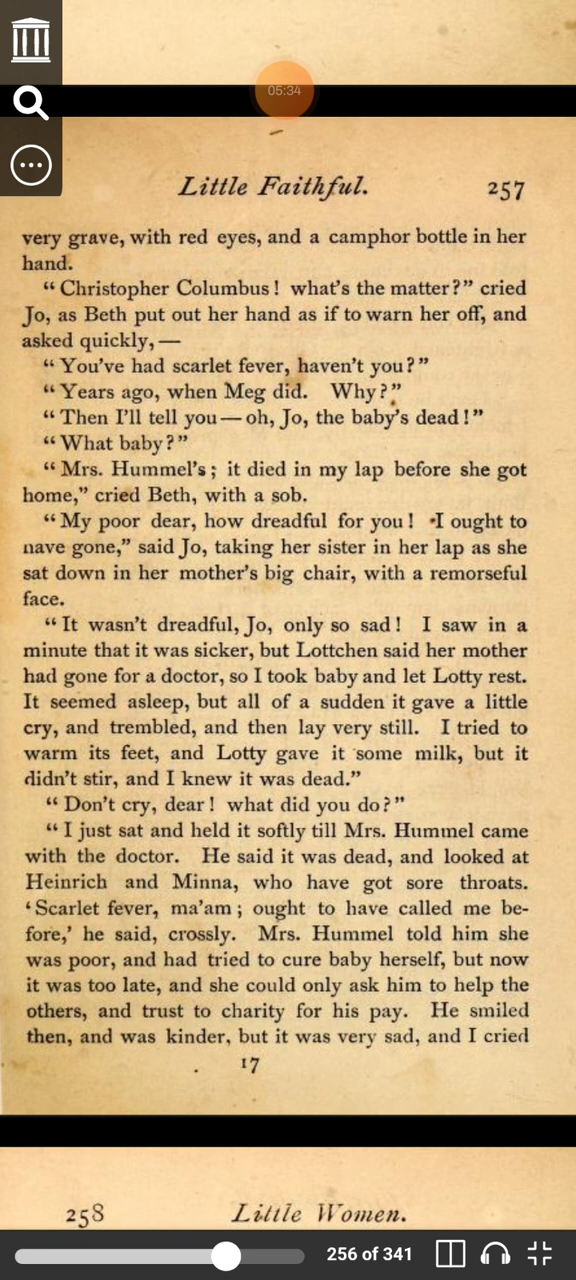 05:34
Little Faithful. 257
very grave, with red eyes, and a camphor bottle in her
hand.
“Christopher Columbus! what’s the matter?” cried
Jo, as Beth put out her hand as if to warn her off, and
asked quickly,—
“You’ve had scarlet fever, haven’t you?”
“Years ago, when Meg did. Why?”
“Then I’ll tell you—oh, Jo, the baby’s dead!”
“What baby?”
“Mrs. Hummel’s; it died in my lap before she got
home,” cried Beth, with a sob.
“My poor dear, how dreadful for you! I ought to
nave gone,” said Jo, taking her sister in her lap as she
sat down in her mother’s big chair, with a remorseful
face.
“It wasn’t dreadful, Jo, only so sad! I saw in a
minute that it was sicker, but Lottchen said her mother
had gone for a doctor, so I took baby and let Lotty rest.
It seemed asleep, but all of a sudden it gave a little
cry, and trembled, and then lay very still. I tried to
warm its feet, and Lotty gave it some milk, but it
didn’t stir, and I knew it was dead.”
“Don’t cry, dear! what did you do?”
“I just sat and held it softly till Mrs. Hummel came
with the doctor. He said it was dead, and looked at
Heinrich and Minna, who have got sore throats.
‘Scarlet fever, ma’am; ought to have called me be-
fore,’ he said, crossly. Mrs. Hummel told him she
was poor, and had tried to cure baby herself, but now
it was too late, and she could only ask him to help the
others, and trust to charity for his pay. He smiled
then, and was kinder, but it was very sad, and I cried
17
258 Little Women.
256 of 341